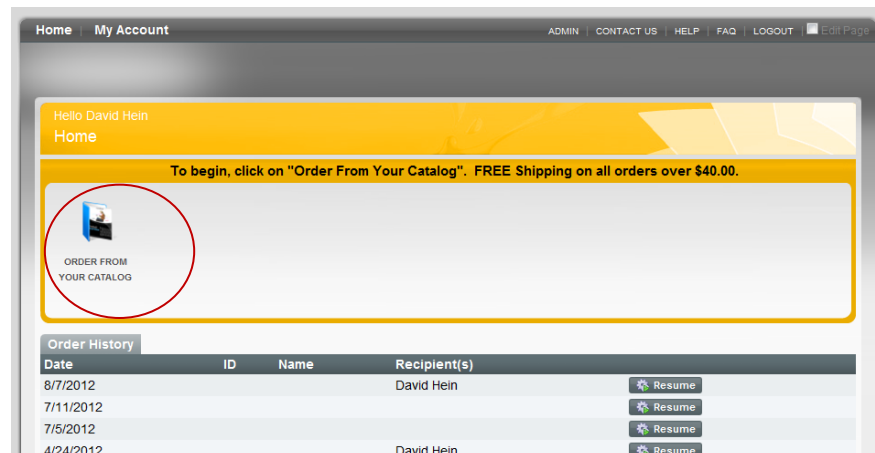 Home | My Account ADMIN | CONTACT US | HELP | FAQ | LOGOUT | Edit Page
Hello David Hein
Home
To begin, click on "Order From Your Catalog". FREE Shipping on all orders over $40.00.
ORDER FROM
YOUR CATALOG
Order History
Date ID Name Recipient(s)
8/7/2012 David Hein Resume
7/11/2012 Resume
7/5/2012 Resume
4/24/2012 David Hein Resume